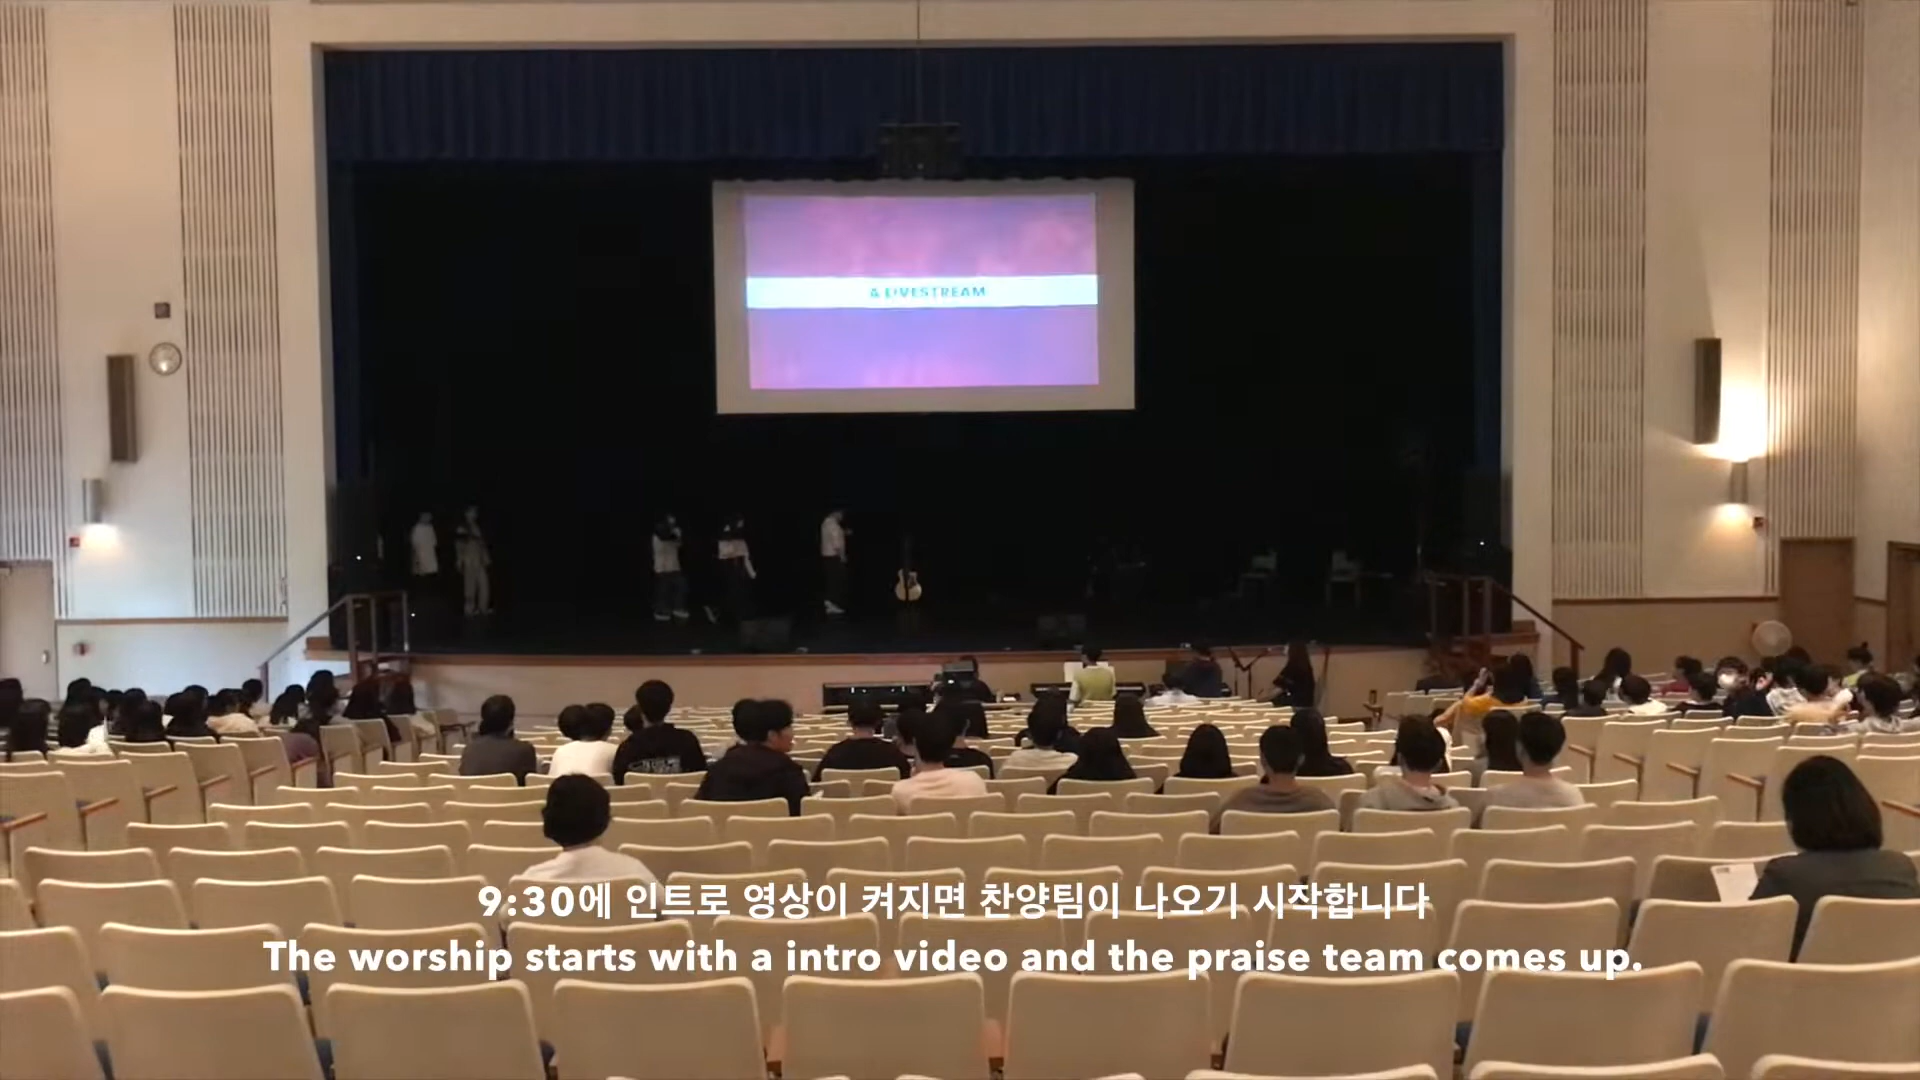 A LIVESTREAM
9:30에 인트로 영상이 켜지면 찬양팀이 나오기 시작합니다
The worship starts with a intro video and the praise team comes up.